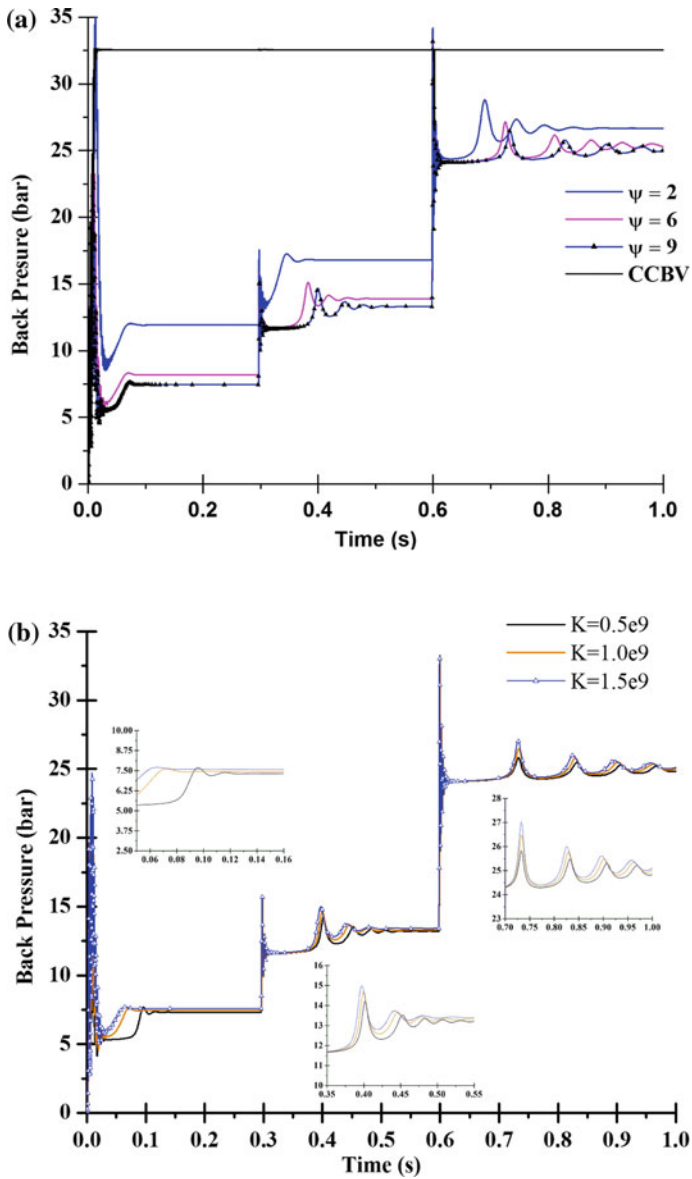 (a)
35
30
25
20
15
10
5
0
Back Presure (bar)
ψ = 2
ψ = 6
ψ = 9
CCBV
0.0 0.2 0.4 0.6 0.8 1.0
Time (s)
(b)
35
30
25
20
15
10
5
0
Back Pressure (bar)
K=0.5e9
K=1.0e9
K=1.5e9
10.00
8.75
7.50
6.25
5.00
3.75
2.50
0.06 0.08 0.10 0.12 0.14 0.16
28
27
26
25
24
23
0.70 0.75 0.80 0.85 0.90 0.95 1.00
16
15
14
13
12
11
10
0.35 0.40 0.45 0.50 0.55
0.0 0.1 0.2 0.3 0.4 0.5 0.6 0.7 0.8 0.9 1.0
Time (s)